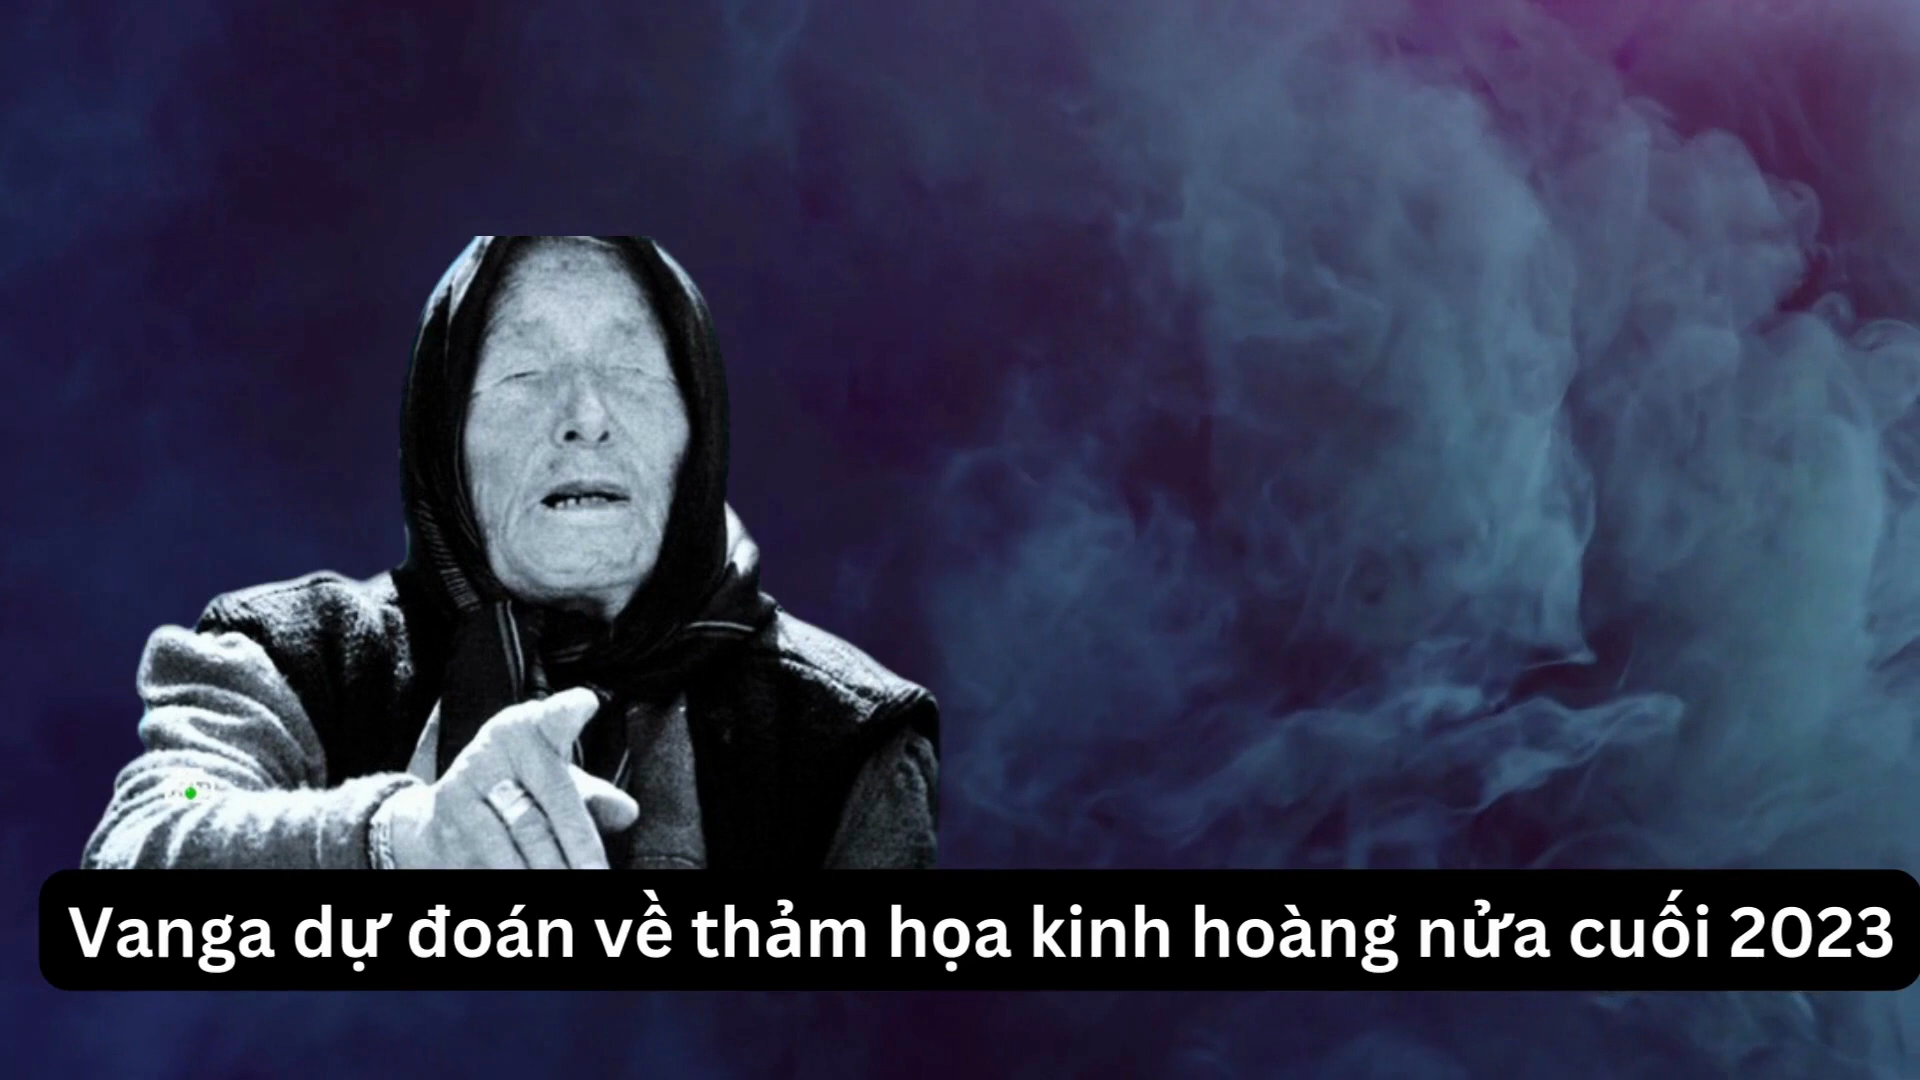 Vanga dự đoán về thảm họa kinh hoàng nửa cuối 2023